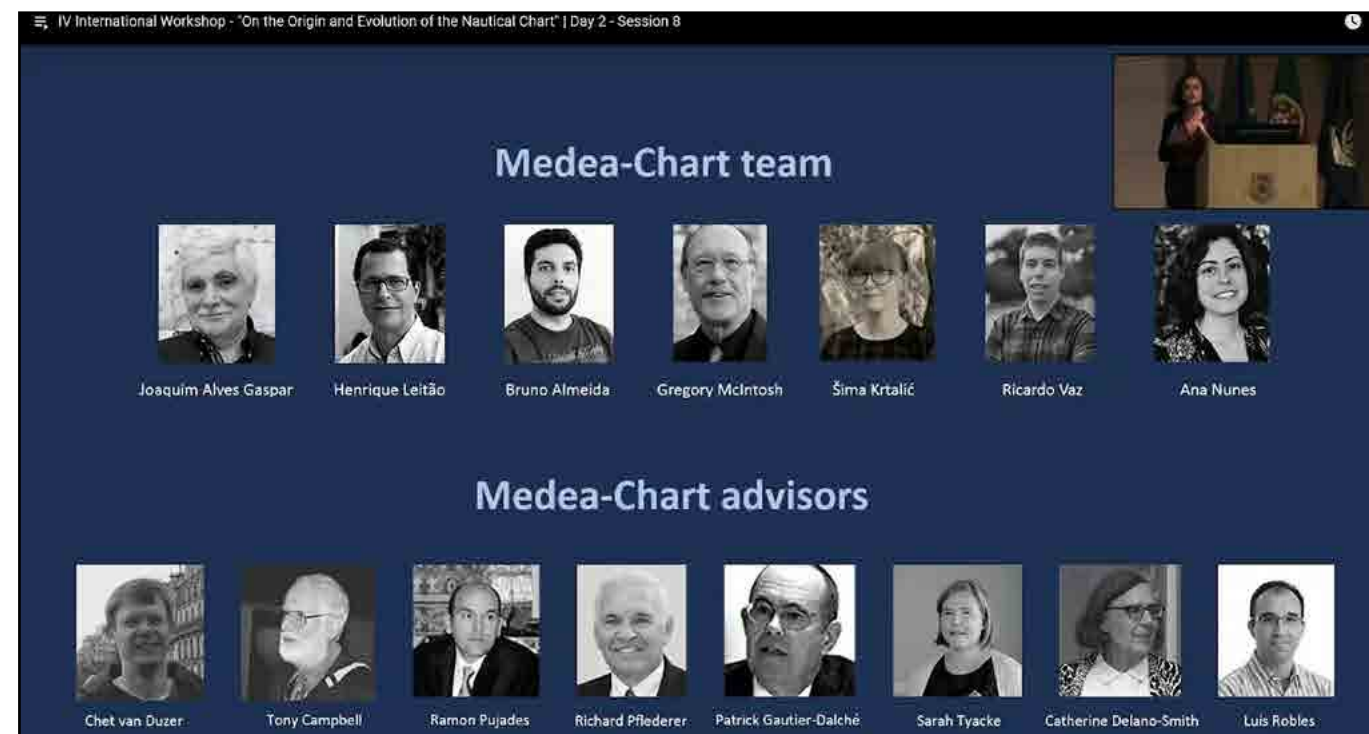 IV International Workshop - "On the Origin and Evolution of the Nautical Chart" | Day 2 - Session 8
Medea-Chart team
Joaquim Alves Gaspar Henrique Leitão Bruno Almeida Gregory McIntosh Šima Krtalić Ricardo Vaz Ana Nunes
Medea-Chart advisors
Chet van Duzer Tony Campbell Ramon Pujades Richard Pflederer Patrick Gautier-Dalché Sarah Tyacke Catherine Delano-Smith Luís Robles